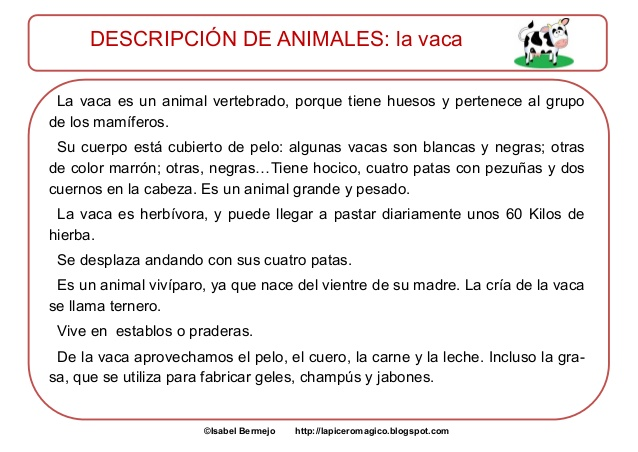 DESCRIPCIÓN DE ANIMALES: la vaca
La vaca es un animal vertebrado, porque tiene huesos y pertenece al grupo
de los mamíferos.
Su cuerpo está cubierto de pelo: algunas vacas son blancas y negras; otras
de color marrón; otras, negras…Tiene hocico, cuatro patas con pezuñas y dos
cuernos en la cabeza. Es un animal grande y pesado.
La vaca es herbívora, y puede llegar a pastar diariamente unos 60 Kilos de
hierba.
Se desplaza andando con sus cuatro patas.
Es un animal vivíparo, ya que nace del vientre de su madre. La cría de la vaca
se llama ternero.
Vive en  establos o praderas.
De la vaca aprovechamos el pelo, el cuero, la carne y la leche. Incluso la gra-
sa, que se utiliza para fabricar geles, champús y jabones.
©Isabel Bermejo http://lapiceromagico.blogspot.com